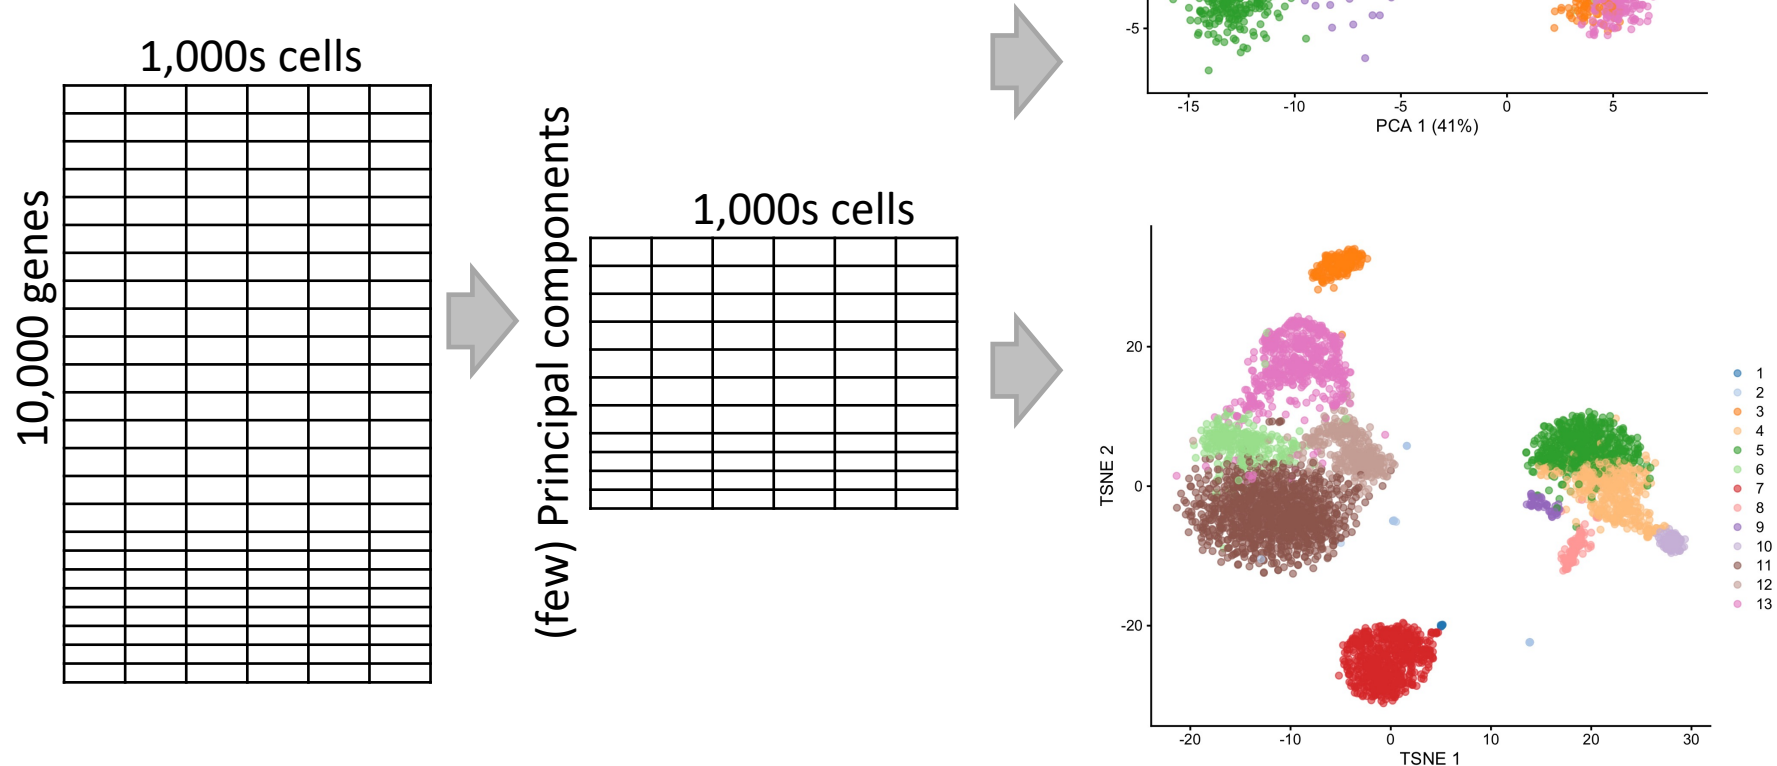 1,000s cells
10,000 genes
(few) Principal components
1,000s cells
-5
-15 -10 -5 0 5
PCA 1 (41%)
TSNE 2
20
0
-20
-20 -10 0 10 20 30
TSNE 1
1
2
3
4
5
6
7
8
9
10
11
12
13